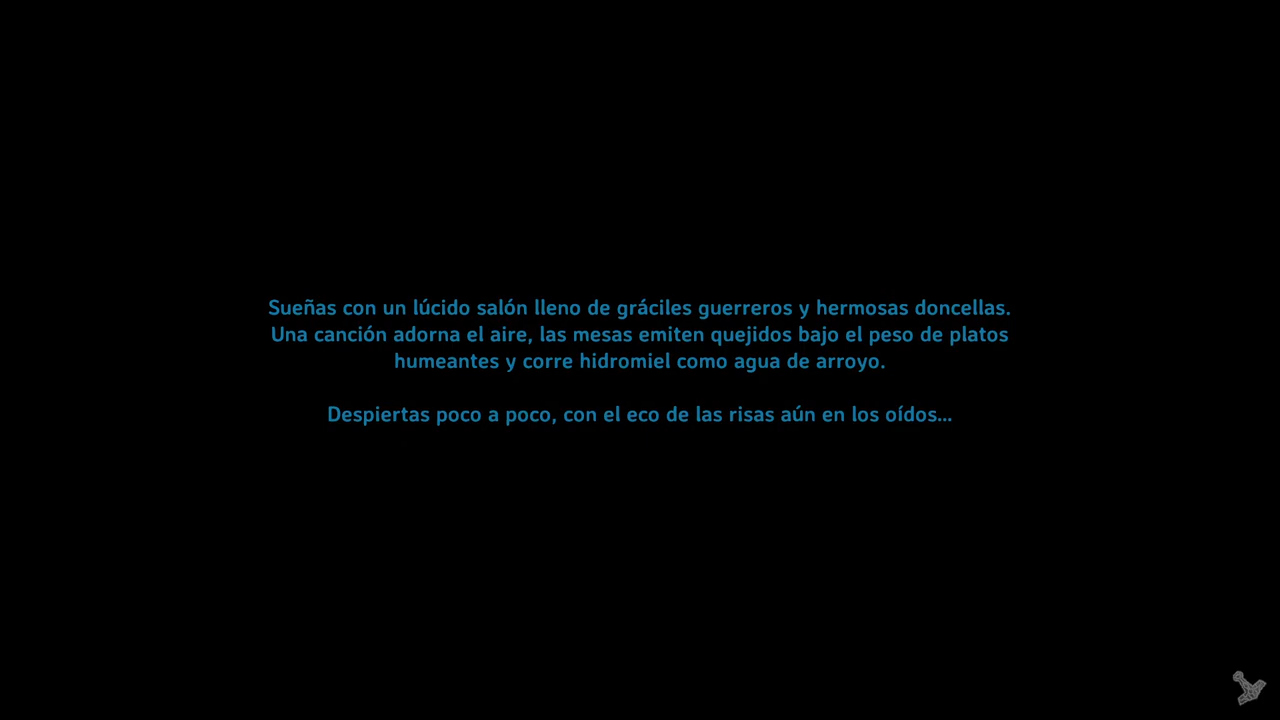 Sueñas con un lúcido salón lleno de gráciles guerreros y hermosas doncellas.
Una canción adorna el aire, las mesas emiten quejidos bajo el peso de platos
humeantes y corre hidromiel como agua de arroyo.
Despiertas poco a poco, con el eco de las risas aún en los oídos...